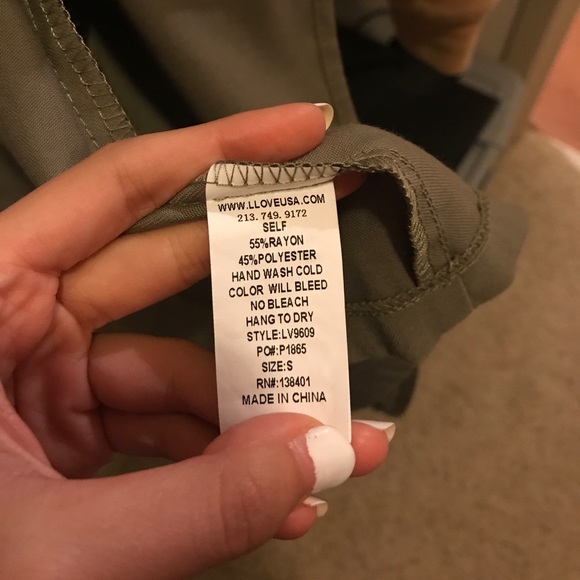 WWW.LLOVEUSA.COM
213.749.9172
SELF
55%RAYON
45%POLYESTER
HAND WASH COLD
COLOR WILL BLEED
NO BLEACH
HANG TO DRY
STYLE:LV9609
PO#:P1865
SIZE:S
RN#:138401
MADE IN CHINA